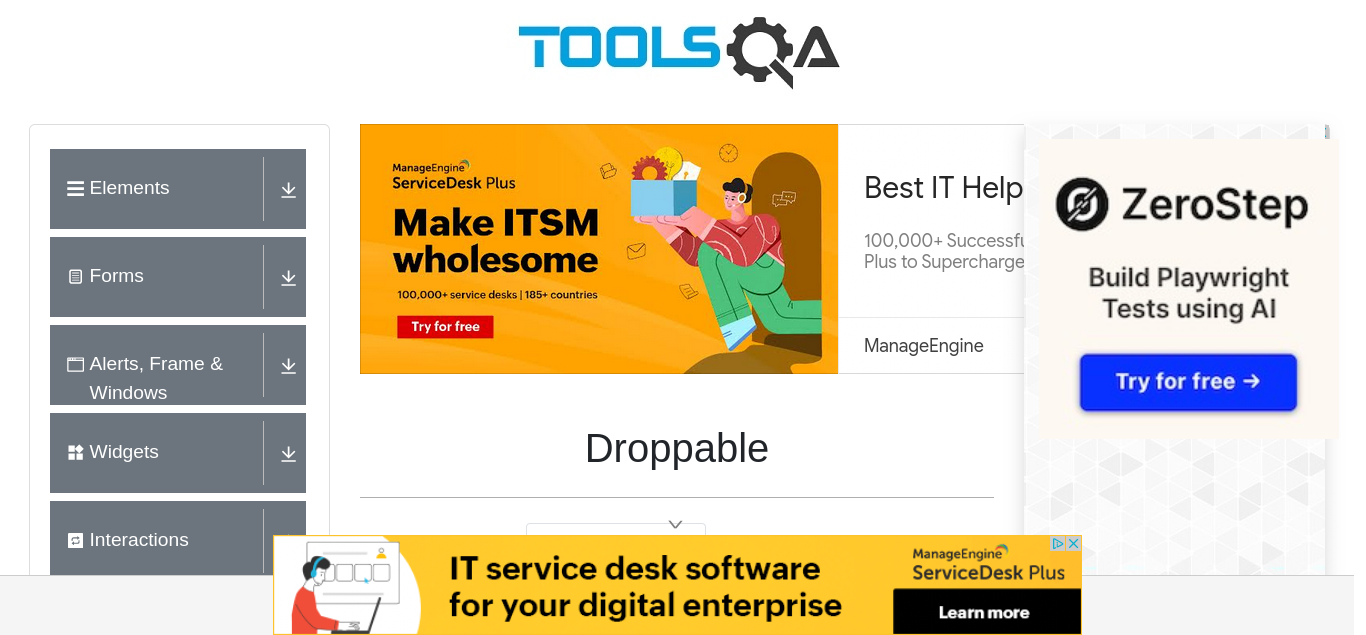 TOOLSQA
Elements
Forms
Alerts, Frame &
Windows
Widgets
Interactions
ManageEngine
ServiceDesk Plus
Make ITSM
wholesome
100,000+ service desks | 185+ countries
Try for free
Best IT Help
100,000+ Successfu
Plus to Supercharge
ManageEngine
ZeroStep
Build Playwright
Tests using AI
Try for free →
Droppable
IT service desk software
for your digital enterprise
ManageEngine
ServiceDesk Plus
Learn more